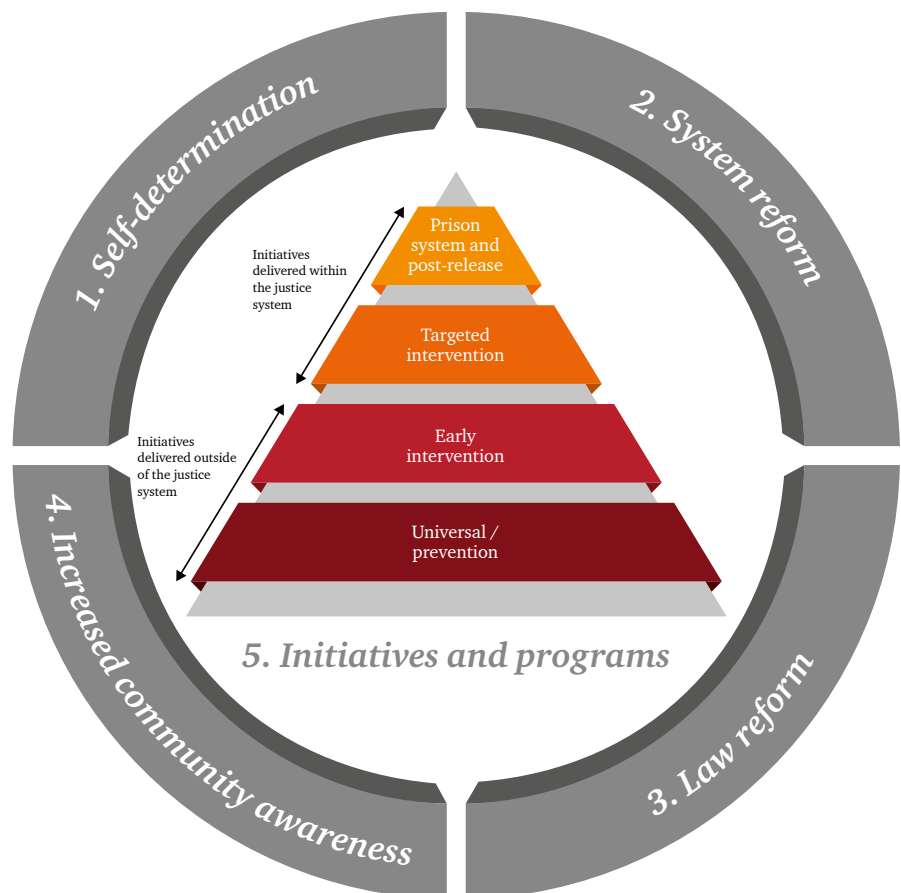 1. Self-determination
2. System reform
Prison
system and
post-release
Initiatives
delivered within
the justice
system
Targeted
intervention
Early
intervention
Initiatives
delivered outside
of the justice
system
Universal /
prevention
5. Initiatives and programs
4. Increased community awareness
3. Law reform